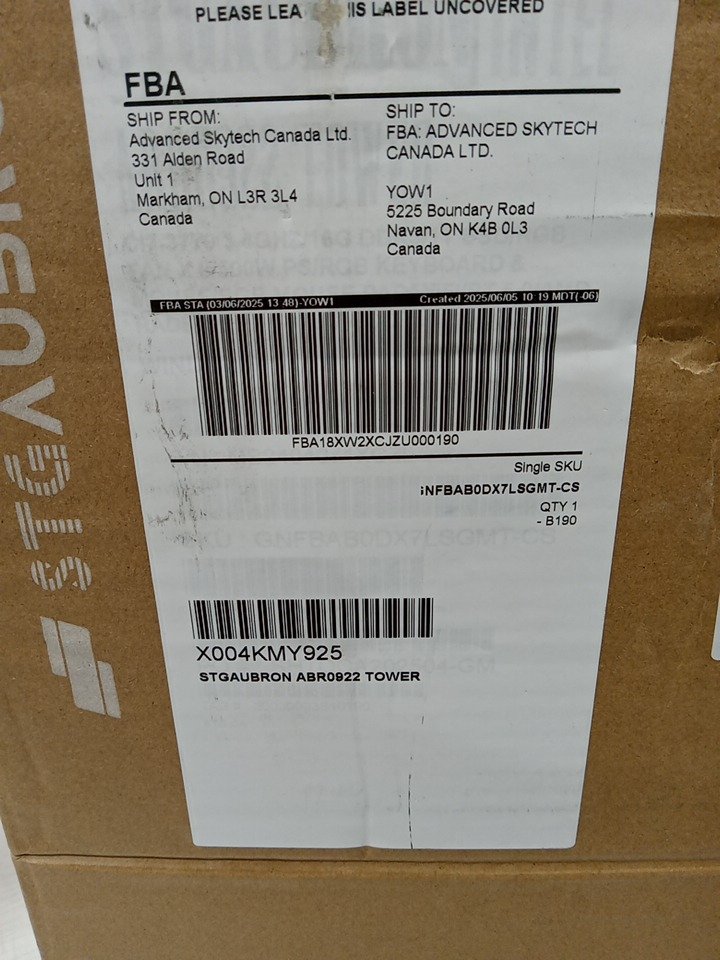 PLEASE LEA IS LABEL UNCOVERED
FBA
SHIP FROM:
Advanced Skytech Canada Ltd.
331 Alden Road
Unit 1
Markham, ON L3R 3L4
Canada
SHIP TO:
FBA: ADVANCED SKYTECH
CANADA LTD.
YOW1
5225 Boundary Road
Navan, ON K4B 0L3
Canada
FBA STA (03/06/2025 13:48)-YOW1
Created 2025/06/05 10:19 MDT(-06)
FBA18XW2XCJZU000190
Single SKU
NFBAB0DX7LSGMT-CS
QTY 1
- B190
X004KMY925
STGAUBRON ABR0922 TOWER
STGAUBRON